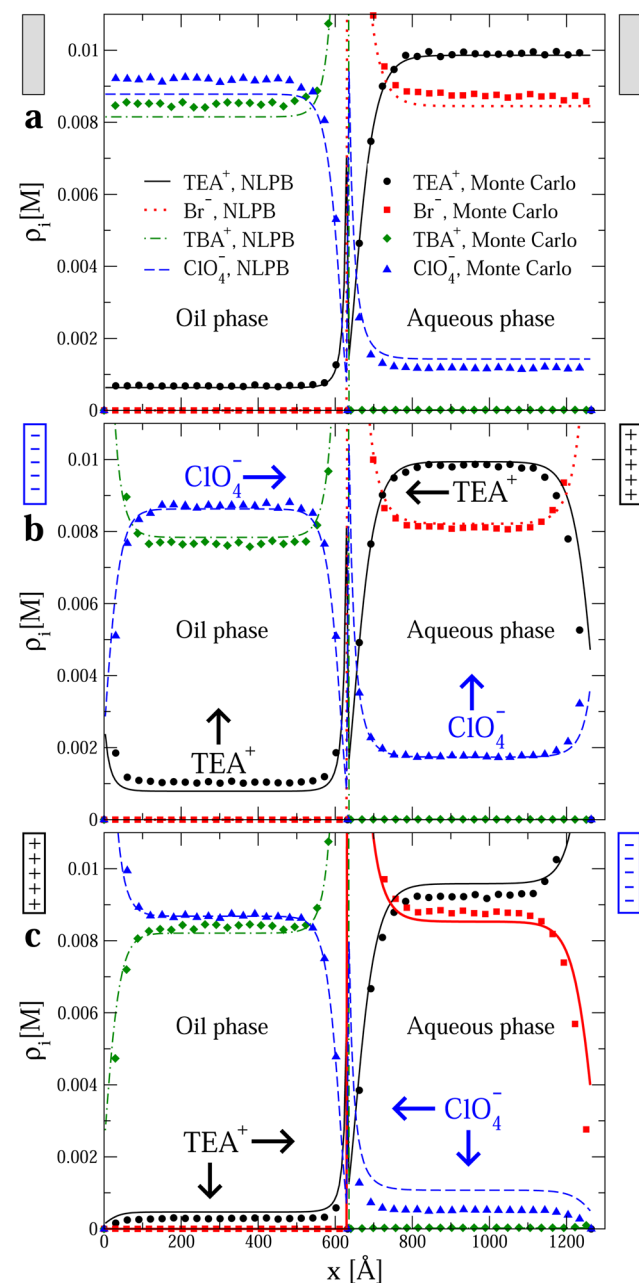 a
ρᵢ[M]
0.01
0.008
0.006
0.004
0.002
0
TEA⁺, NLPB
Br⁻, NLPB
TBA⁺, NLPB
ClO₄⁻, NLPB
TEA⁺, Monte Carlo
Br⁻, Monte Carlo
TBA⁺, Monte Carlo
ClO₄⁻, Monte Carlo
Oil phase
Aqueous phase
b
ρᵢ[M]
0.01
0.008
0.006
0.004
0.002
0
− − − − −
+ + + + +
ClO₄⁻
TEA⁺
Oil phase
Aqueous phase
TEA⁺
ClO₄⁻
c
ρᵢ[M]
0.01
0.008
0.006
0.004
0.002
0
+ + + + +
− − − − −
Oil phase
Aqueous phase
TEA⁺
ClO₄⁻
0 200 400 600 800 1000 1200
x [Å]